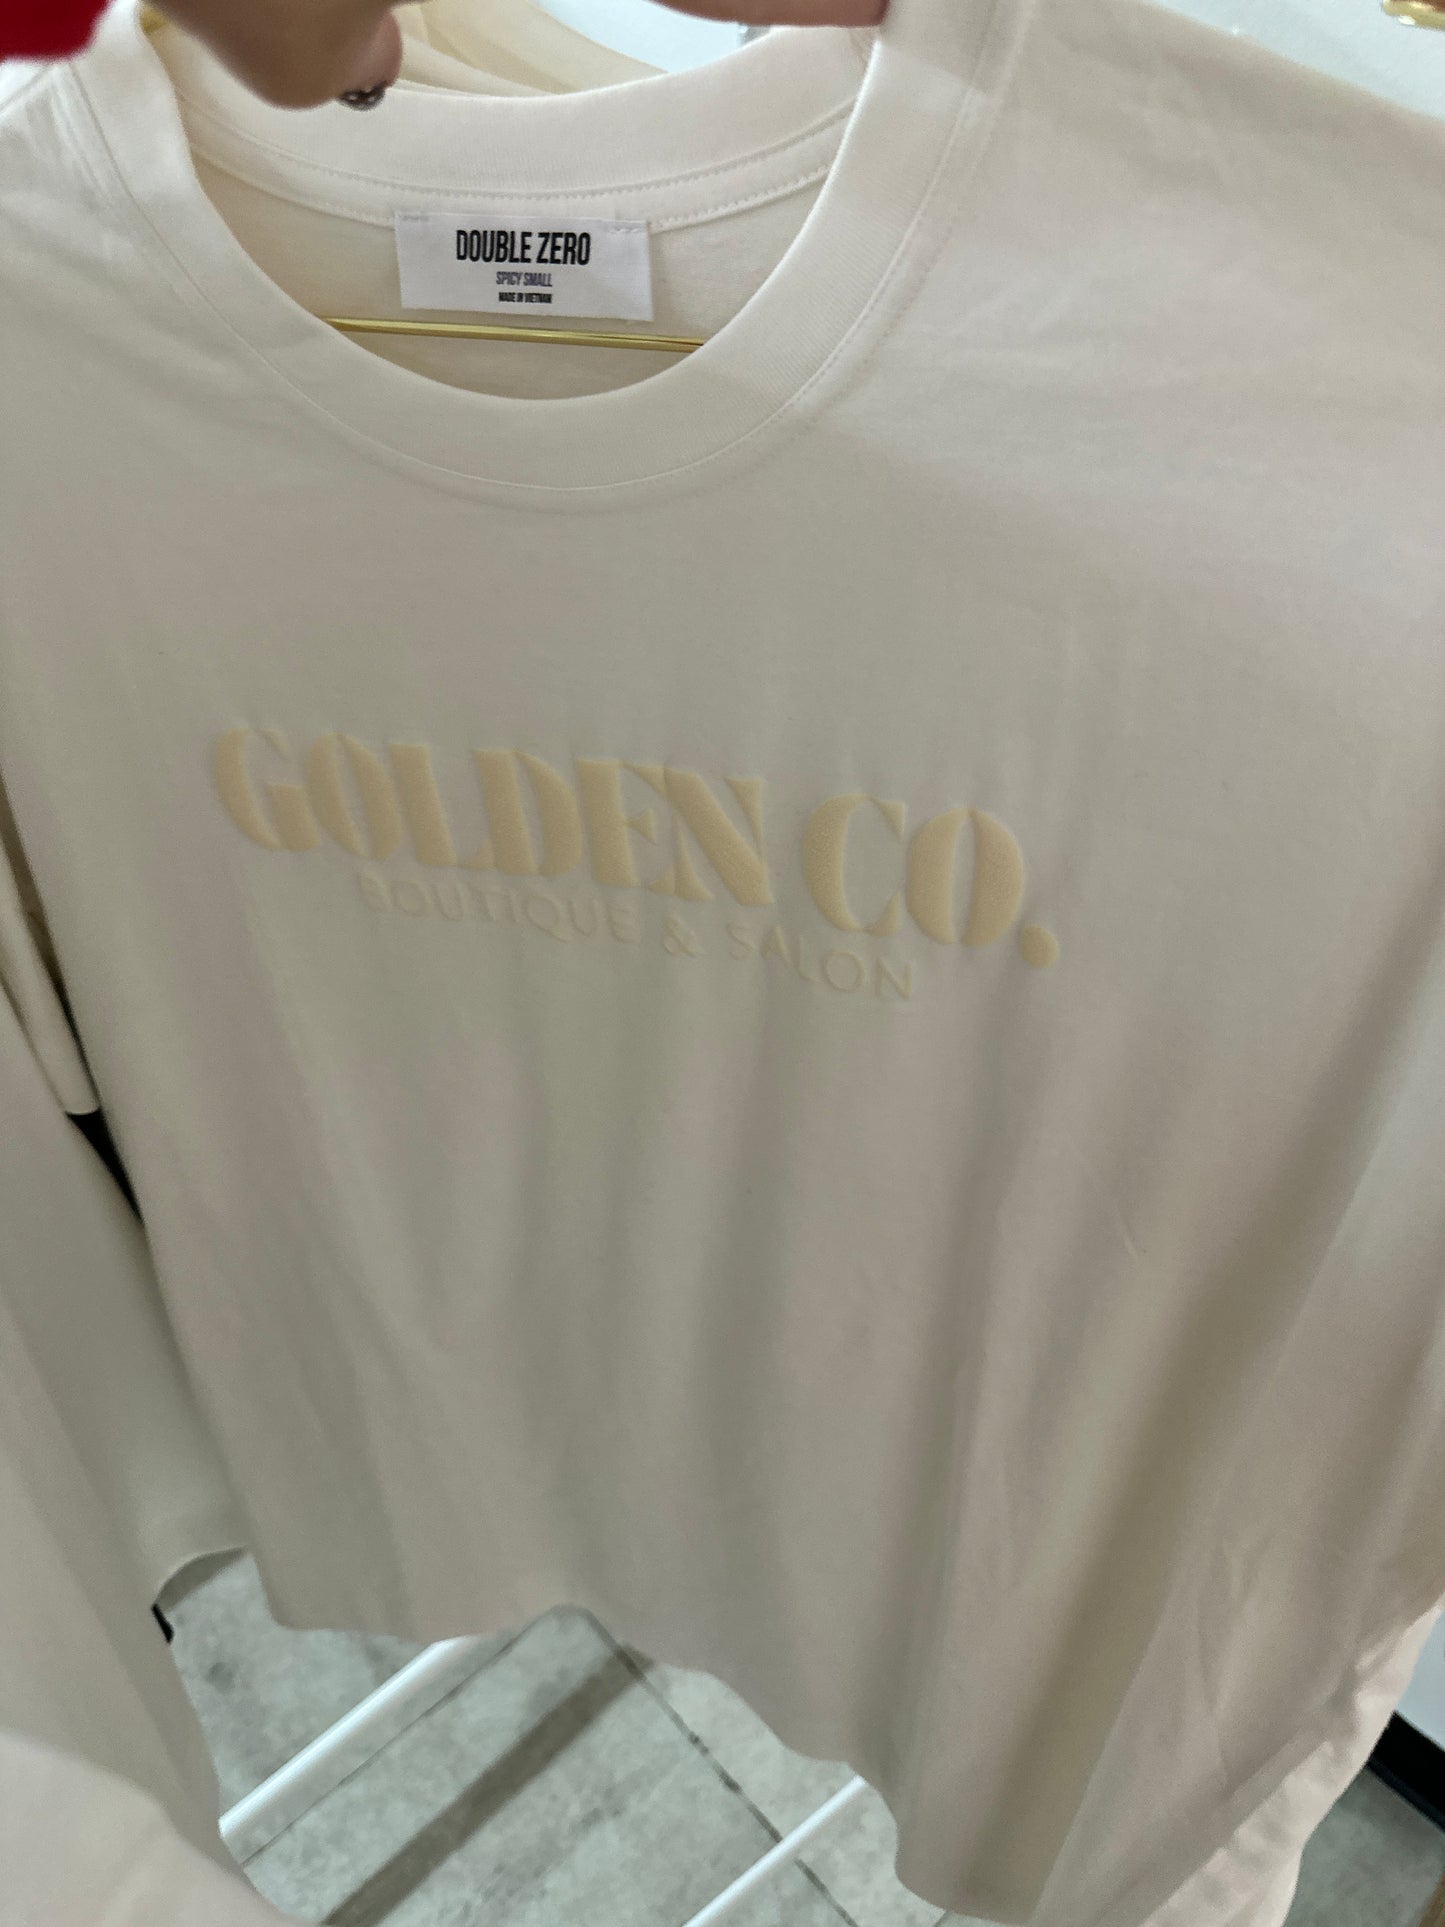 DOUBLE ZERO
SPICY SMALL
MADE IN VIETNAM
GOLDEN CO.
BOUTIQUE & SALON